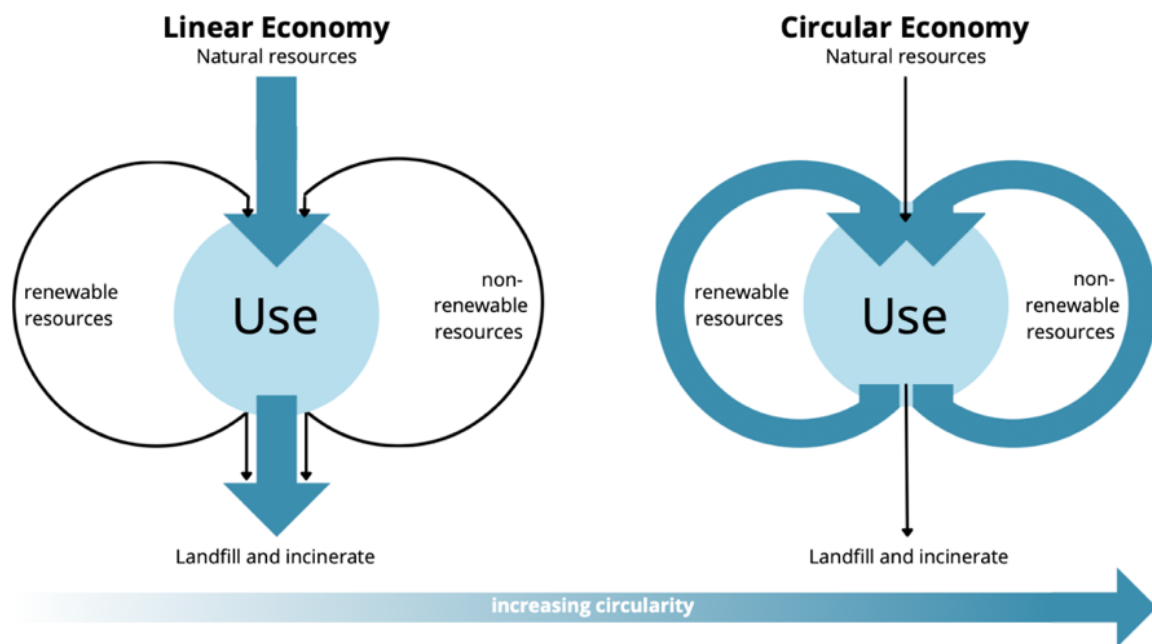 Linear Economy
Natural resources
renewable
resources
Use
non-
renewable
resources
Landfill and incinerate
Circular Economy
Natural resources
renewable
resources
Use
non-
renewable
resources
Landfill and incinerate
increasing circularity